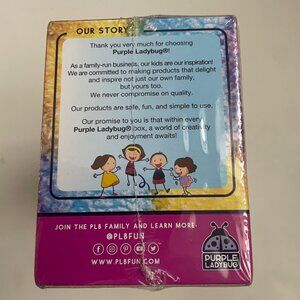 OUR STORY
Thank you very much for choosing
Purple Ladybug®!
As a family-run business, our kids are our inspiration!
We are committed to making products that delight
and inspire not just our own family,
but yours too.
We never compromise on quality.
Our products are safe, fun, and simple to use.
Our promise to you is that within every
Purple Ladybug® box, a world of creativity
and enjoyment awaits!
JOIN THE PLB FAMILY AND LEARN MORE
@PLBFUN
WWW.PLBFUN.COM
PURPLE
LADYBUG